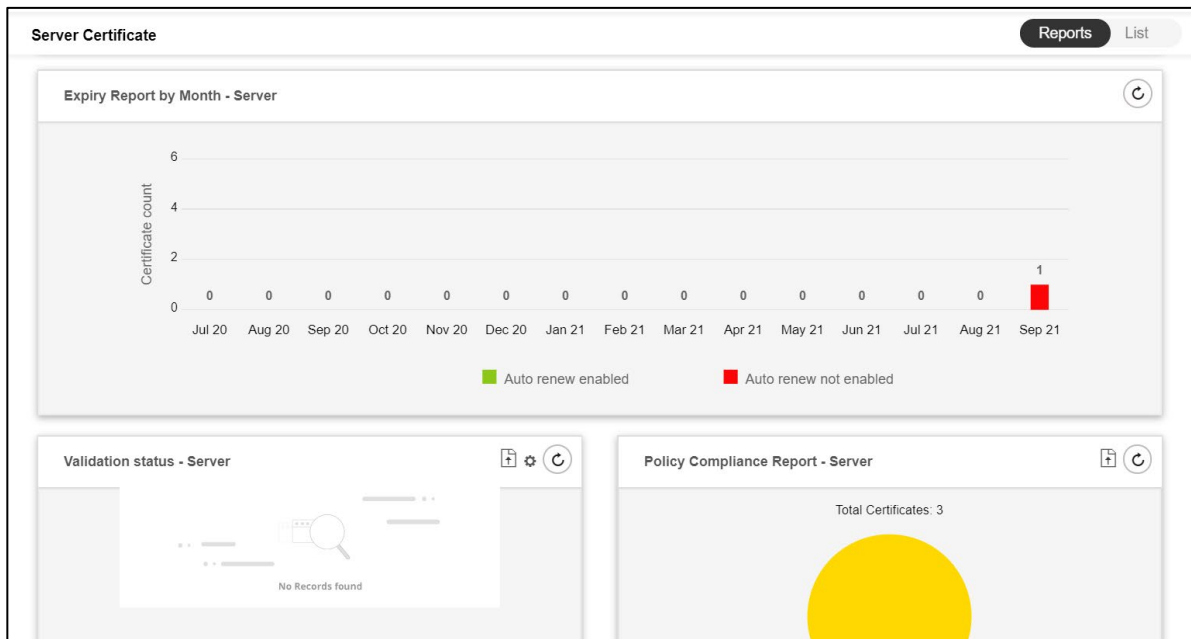 Server Certificate
Reports
List
Expiry Report by Month - Server
Certificate count
6
4
2
0
0 0 0 0 0 0 0 0 0 0 0 0 0 0 1
Jul 20 Aug 20 Sep 20 Oct 20 Nov 20 Dec 20 Jan 21 Feb 21 Mar 21 Apr 21 May 21 Jun 21 Jul 21 Aug 21 Sep 21
Auto renew enabled
Auto renew not enabled
Validation status - Server
No Records found
Policy Compliance Report - Server
Total Certificates: 3